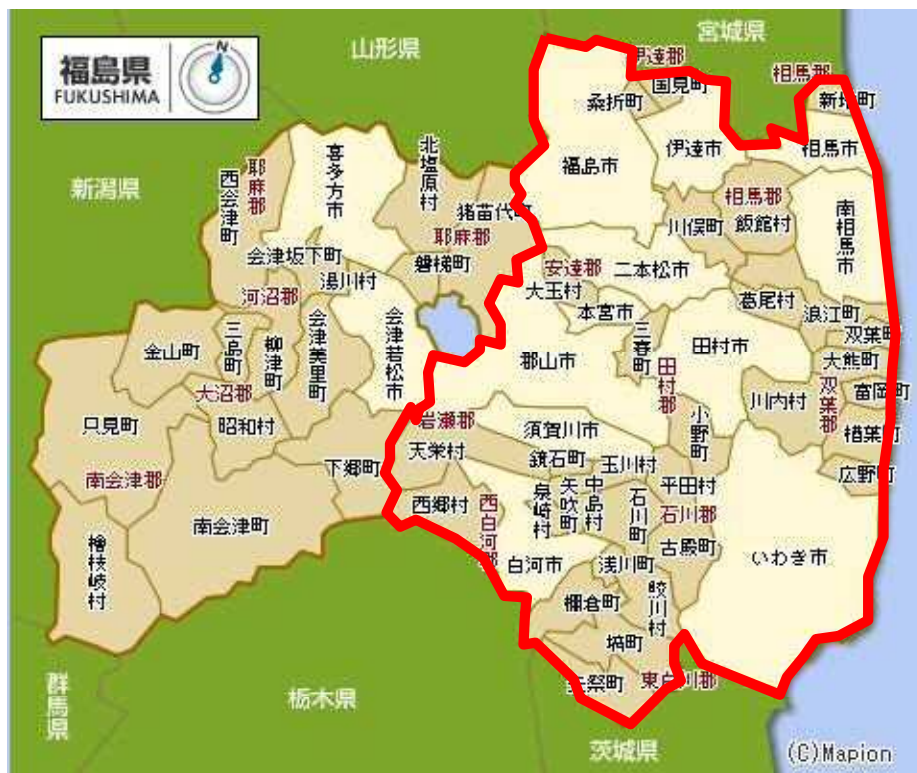 宮城県
山形県
福島県
FUKUSHIMA
N
伊達郡
相馬郡
国見町
桑折町
新地町
喜多方市
北塩原村
福島市
伊達市
相馬市
新潟県
耶麻郡
西会津町
猪苗代町
耶麻郡
相馬郡
川俣町
飯館村
南相馬市
会津坂下町
磐梯町
安達郡
二本松市
湯川村
大玉村
河沼郡
本宮市
葛尾村
浪江町
金山町
三島町
柳津町
会津美里町
会津若松市
三春町
田村市
双葉町
大熊町
郡山市
田村郡
大沼郡
川内村
双葉郡
富岡町
只見町
昭和村
岩瀬郡
須賀川市
小野町
楢葉町
天栄村
鏡石町
玉川村
下郷町
広野町
南会津郡
西郷村
西白河郡
泉崎村
矢吹町
中島村
石川町
平田村
石川郡
南会津町
古殿町
いわき市
檜枝岐村
白河市
浅川町
棚倉町
鮫川村
塙町
矢祭町
東白川郡
群馬県
栃木県
茨城県
(C)Mapion